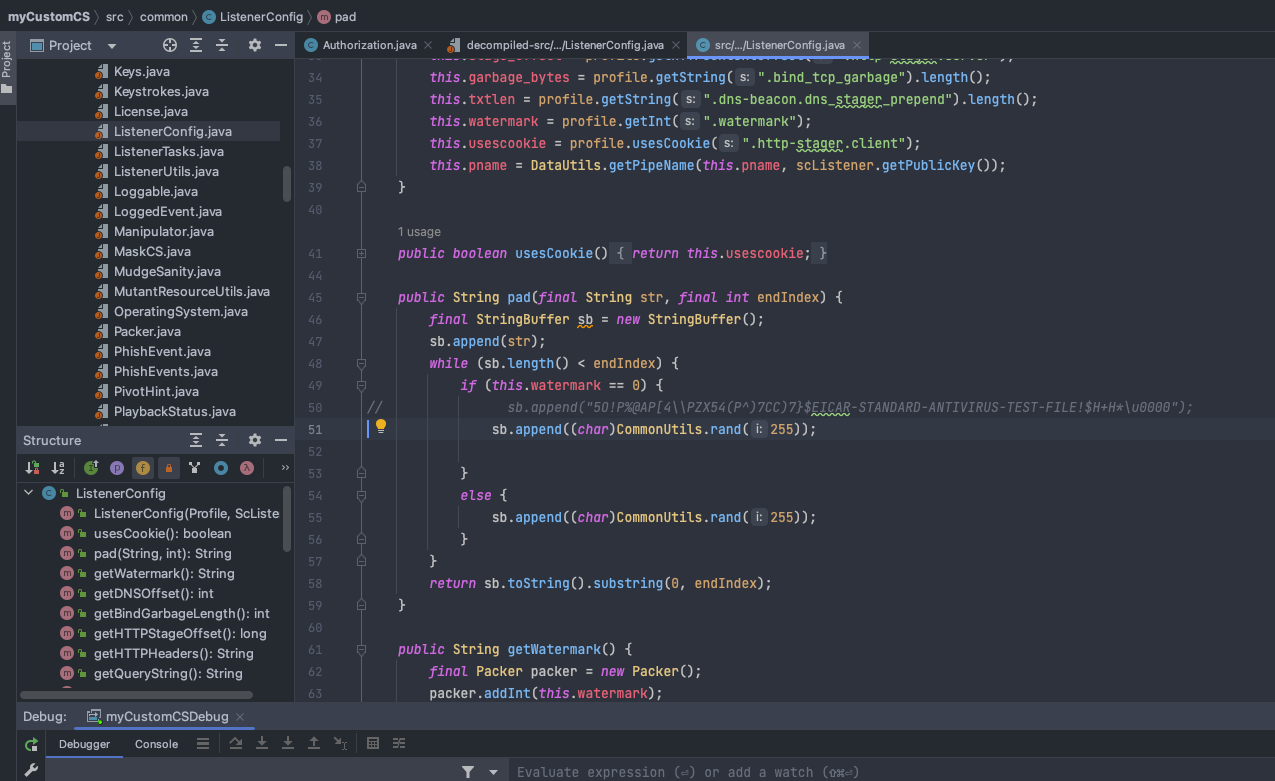 myCustomCS › src › common › ListenerConfig › pad
Project
Project
Authorization.java
decompiled-src/.../ListenerConfig.java
src/.../ListenerConfig.java
Keys.java
Keystrokes.java
License.java
ListenerConfig.java
ListenerTasks.java
ListenerUtils.java
Loggable.java
LoggedEvent.java
Manipulator.java
MaskCS.java
MudgeSanity.java
MutantResourceUtils.java
OperatingSystem.java
Packer.java
PhishEvent.java
PhishEvents.java
PivotHint.java
PlaybackStatus.java
34 this.garbage_bytes = profile.getString( s: ".bind_tcp_garbage").length();
35 this.txtlen = profile.getString( s: ".dns-beacon.dns_stager_prepend").length();
36 this.watermark = profile.getInt( s: ".watermark");
37 this.usescookie = profile.usesCookie( s: ".http-stager.client");
38 this.pname = DataUtils.getPipeName(this.pname, scListener.getPublicKey());
39 }
40
1 usage
41 public boolean usesCookie() { return this.usescookie; }
44
45 public String pad(final String str, final int endIndex) {
46 final StringBuffer sb = new StringBuffer();
47 sb.append(str);
48 while (sb.length() < endIndex) {
49 if (this.watermark == 0) {
50 // sb.append("5O!P%@AP[4\\PZX54(P^)7CC)7}$EICAR-STANDARD-ANTIVIRUS-TEST-FILE!$H+H*\u0000");
51 sb.append((char)CommonUtils.rand( i: 255));
52
53 }
54 else {
55 sb.append((char)CommonUtils.rand( i: 255));
56 }
57 }
58 return sb.toString().substring(0, endIndex);
59 }
60
61 public String getWatermark() {
62 final Packer packer = new Packer();
63 packer.addInt(this.watermark);
Structure
ListenerConfig
ListenerConfig(Profile, ScListe
usesCookie(): boolean
pad(String, int): String
getWatermark(): String
getDNSOffset(): int
getBindGarbageLength(): int
getHTTPStageOffset(): long
getHTTPHeaders(): String
getQueryString(): String
Debug: myCustomCSDebug
Debugger Console
Evaluate expression (⏎) or add a watch (⇧⌘⏎)